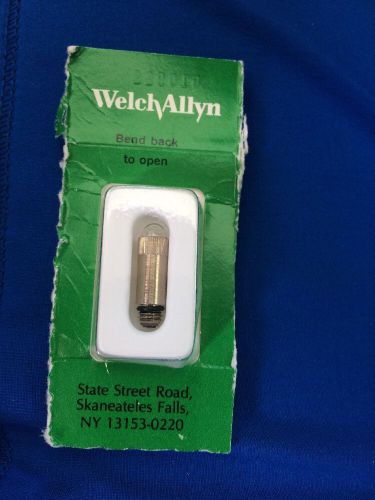 WelchAllyn
Bend back
to open
State Street Road,
Skaneateles Falls,
NY 13153-0220